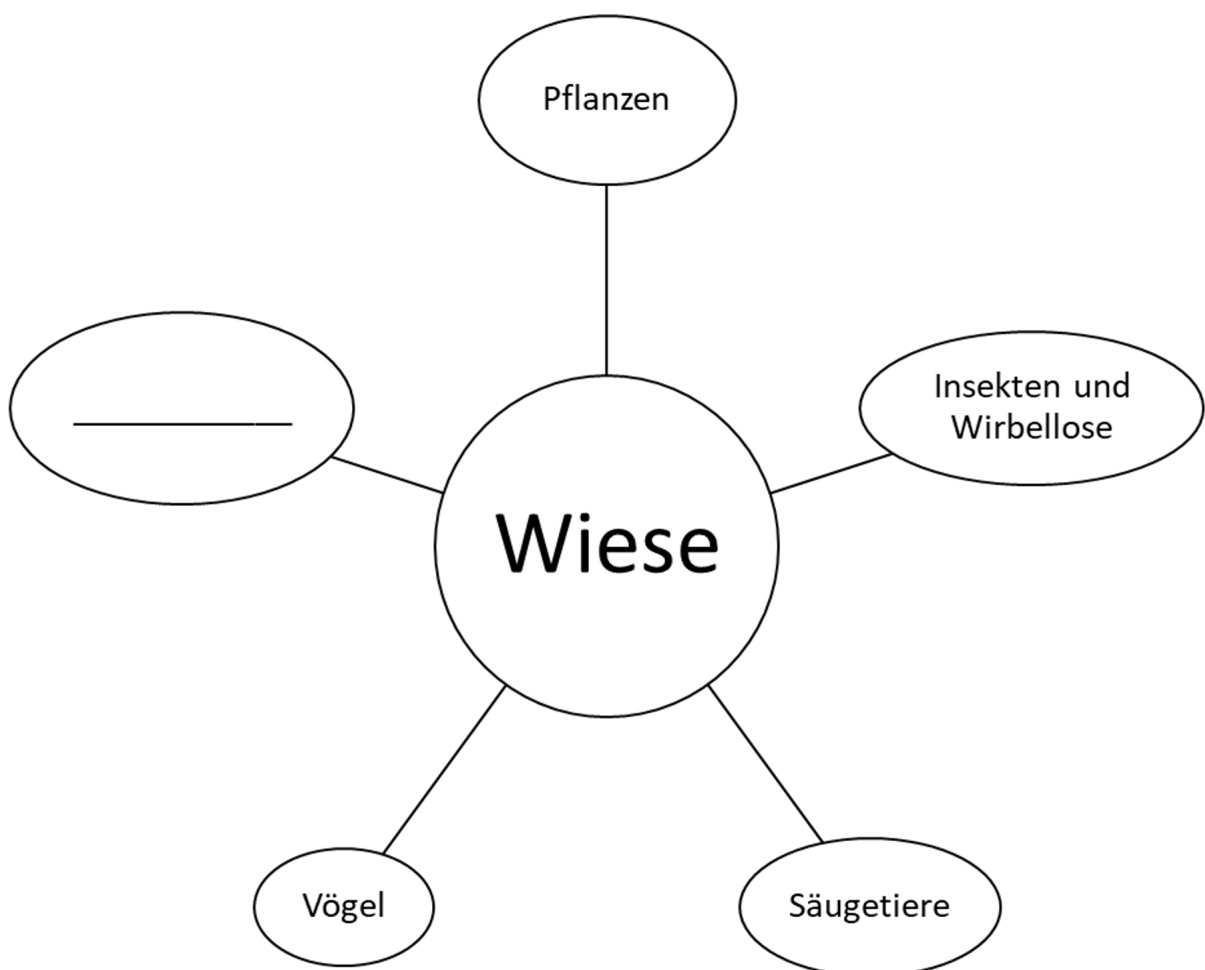 Pflanzen
Insekten und
Wirbellose
Wiese
Vögel
Säugetiere